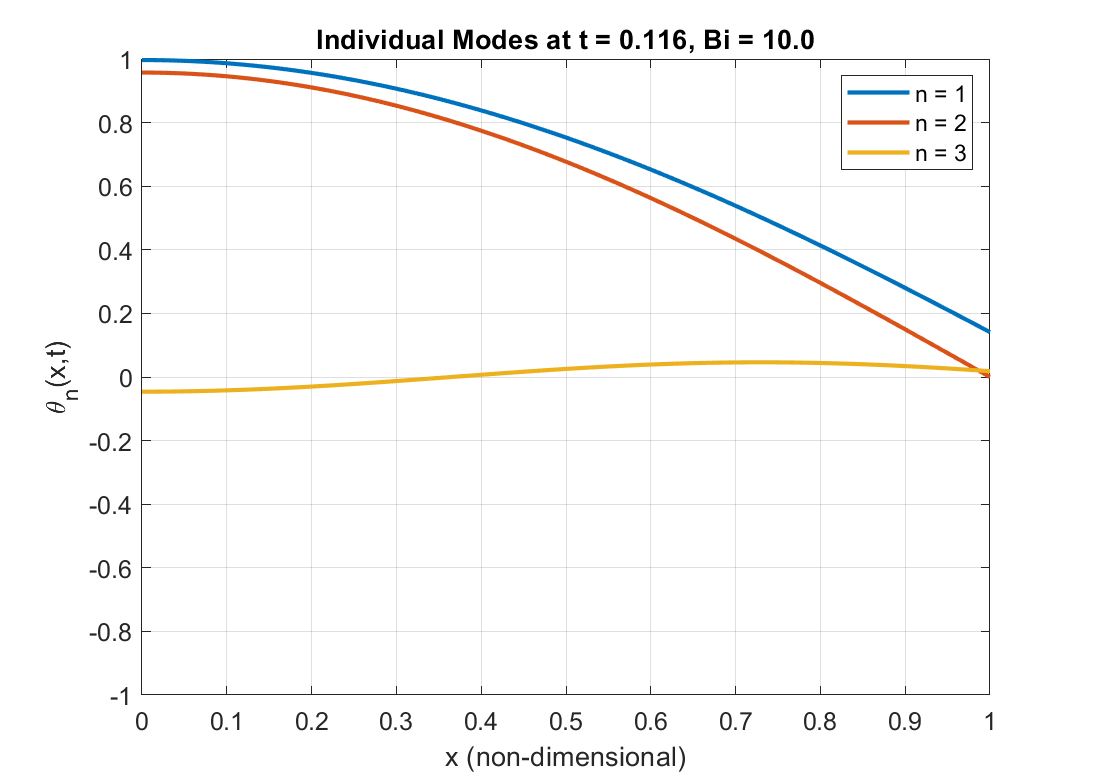 Individual Modes at t = 0.116, Bi = 10.0
1
0.8
0.6
0.4
0.2
0
-0.2
-0.4
-0.6
-0.8
-1
θn(x,t)
n = 1
n = 2
n = 3
0 0.1 0.2 0.3 0.4 0.5 0.6 0.7 0.8 0.9 1
x (non-dimensional)